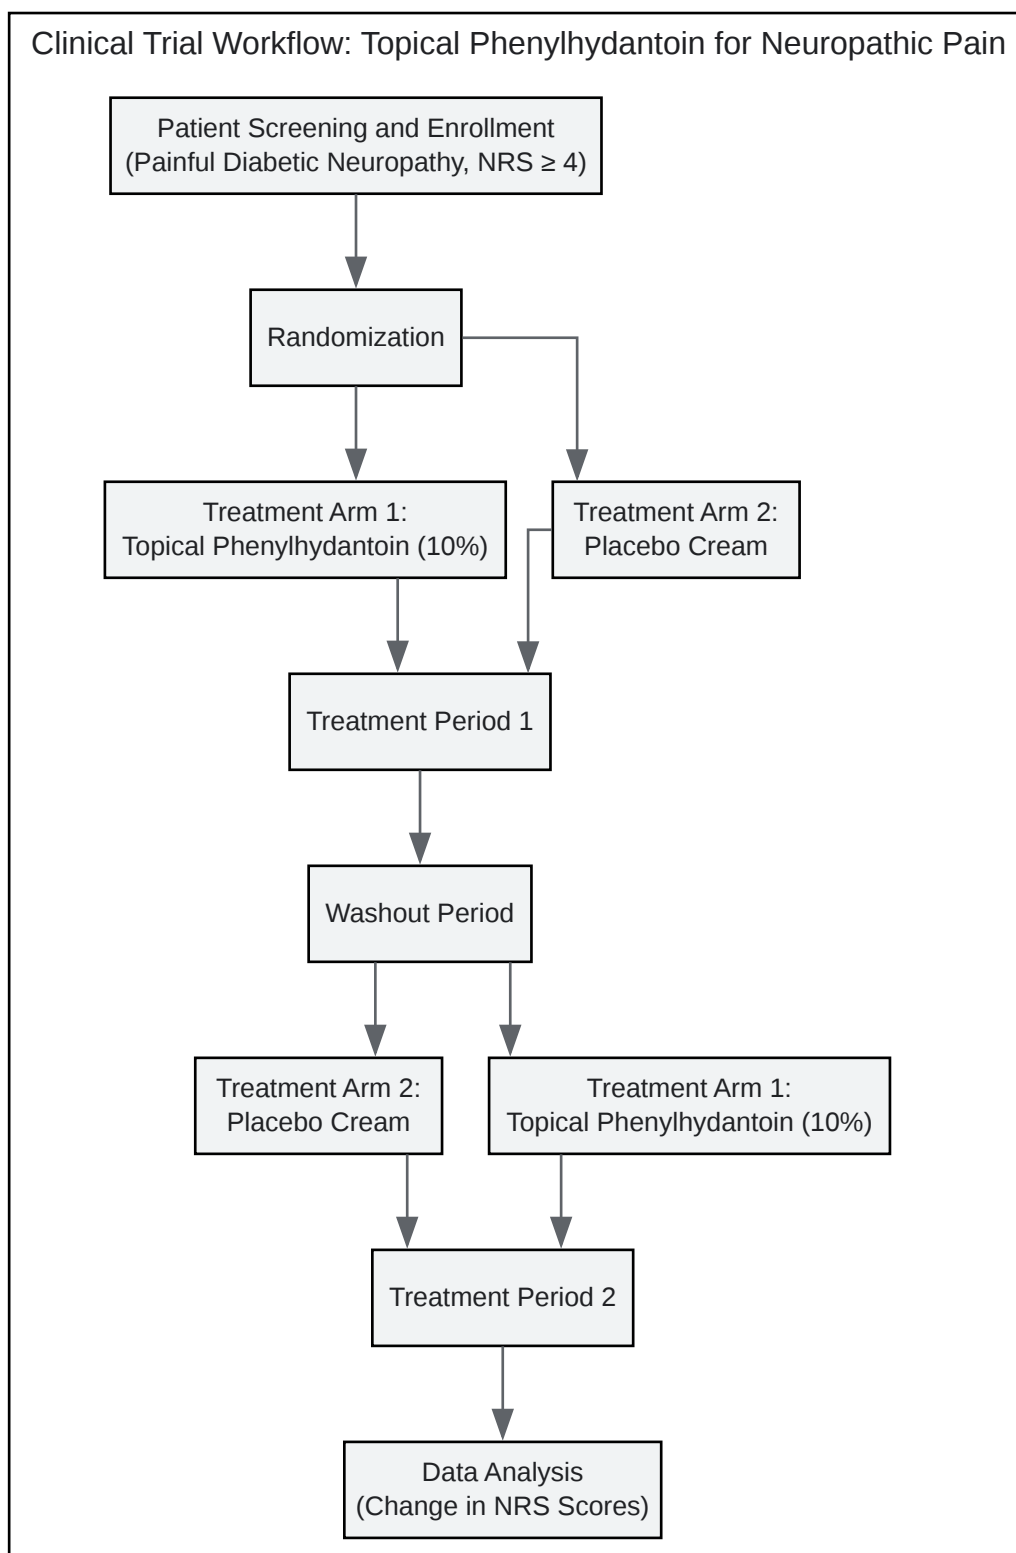 Clinical Trial Workflow: Topical Phenylhydantoin for Neuropathic Pain
Patient Screening and Enrollment
(Painful Diabetic Neuropathy, NRS ≥ 4)
Randomization
Treatment Arm 1:
Topical Phenylhydantoin (10%)
Treatment Arm 2:
Placebo Cream
Treatment Period 1
Washout Period
Treatment Arm 2:
Placebo Cream
Treatment Arm 1:
Topical Phenylhydantoin (10%)
Treatment Period 2
Data Analysis
(Change in NRS Scores)